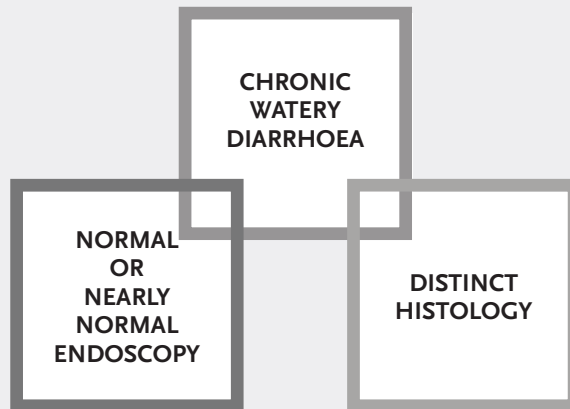 CHRONIC
WATERY
DIARRHOEA
NORMAL
OR
NEARLY
NORMAL
ENDOSCOPY
DISTINCT
HISTOLOGY